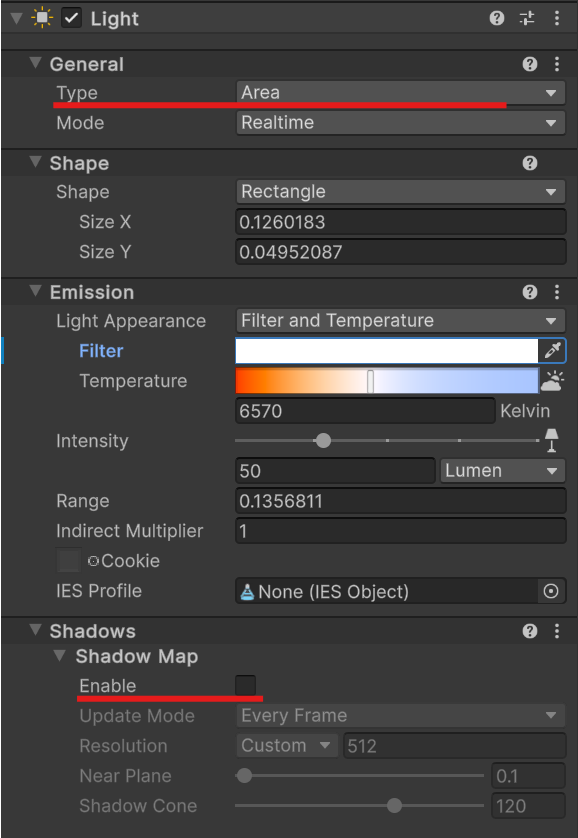 Light
General
Type Area
Mode Realtime
Shape
Shape Rectangle
Size X 0.1260183
Size Y 0.04952087
Emission
Light Appearance Filter and Temperature
Filter
Temperature
6570 Kelvin
Intensity
50 Lumen
Range 0.1356811
Indirect Multiplier 1
Cookie
IES Profile None (IES Object)
Shadows
Shadow Map
Enable
Update Mode Every Frame
Resolution Custom 512
Near Plane 0.1
Shadow Cone 120